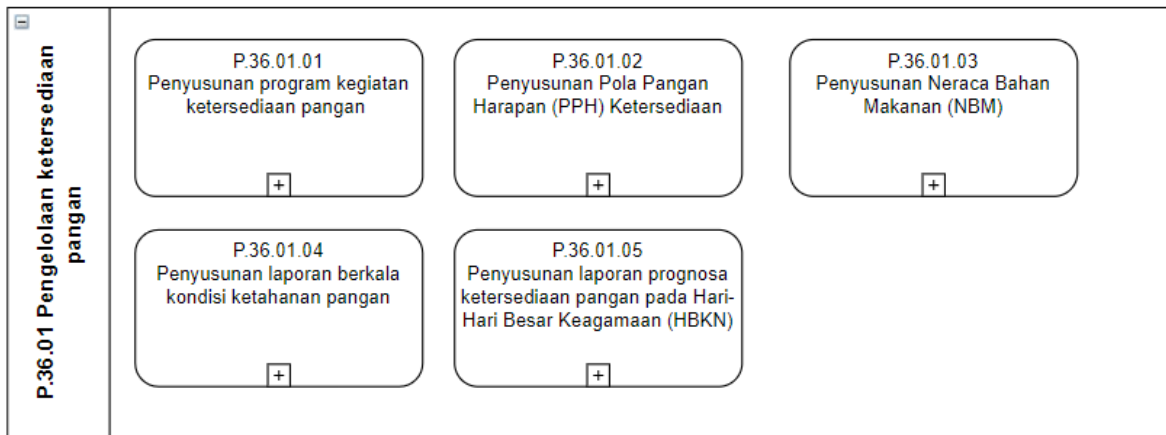 P.36.01 Pengelolaan ketersediaan
pangan
P.36.01.01
Penyusunan program kegiatan
ketersediaan pangan
P.36.01.02
Penyusunan Pola Pangan
Harapan (PPH) Ketersediaan
P.36.01.03
Penyusunan Neraca Bahan
Makanan (NBM)
P.36.01.04
Penyusunan laporan berkala
kondisi ketahanan pangan
P.36.01.05
Penyusunan laporan prognosa
ketersediaan pangan pada Hari-
Hari Besar Keagamaan (HBKN)